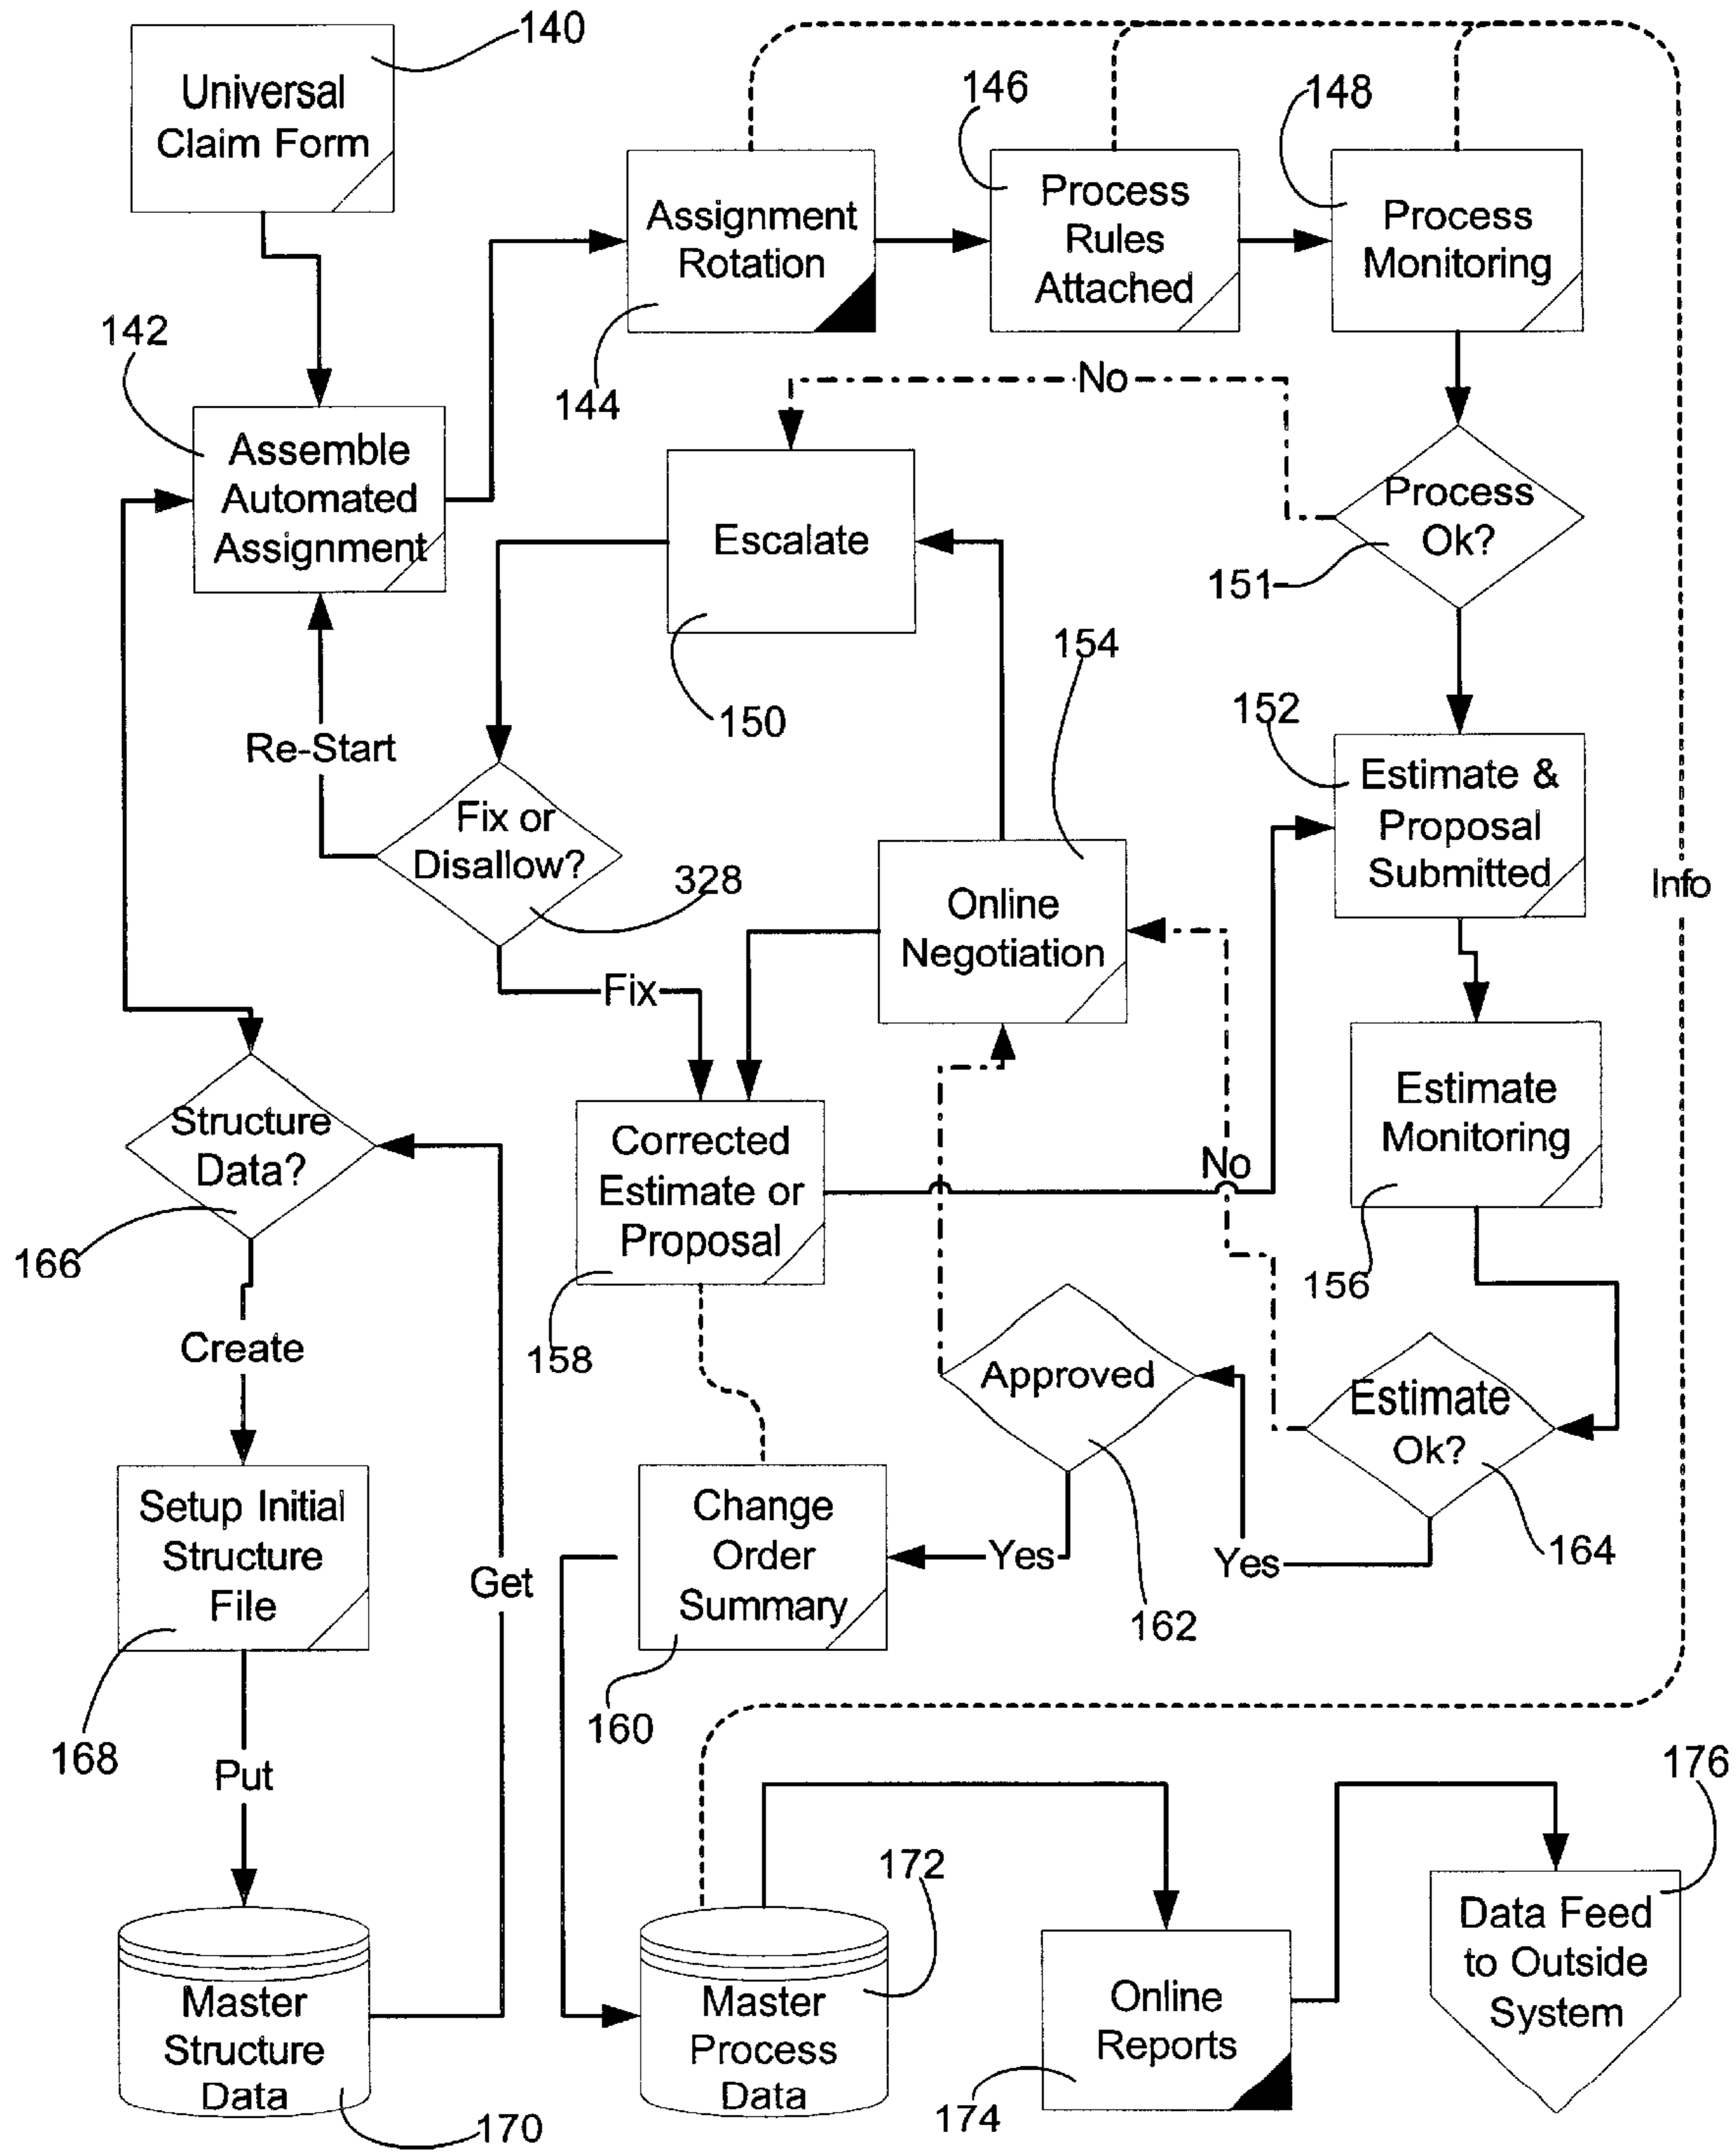 140
Universal
Claim Form
146
148
Assignment
Rotation
Process
Rules
Attached
Process
Monitoring
142
144
No
Assemble
Automated
Assignment
Escalate
Process
Ok?
151
154
150
152
Re-Start
Estimate &
Proposal
Submitted
Fix or
Disallow?
328
Info
Online
Negotiation
Fix
Structure
Data?
Corrected
Estimate or
Proposal
Estimate
Monitoring
No
166
156
Create
158
Approved
Estimate
Ok?
Setup Initial
Structure
File
Change
Order
Summary
Yes
Yes
164
Get
162
160
168
Put
176
172
Data Feed
to Outside
System
Master
Structure
Data
Master
Process
Data
Online
Reports
174
170